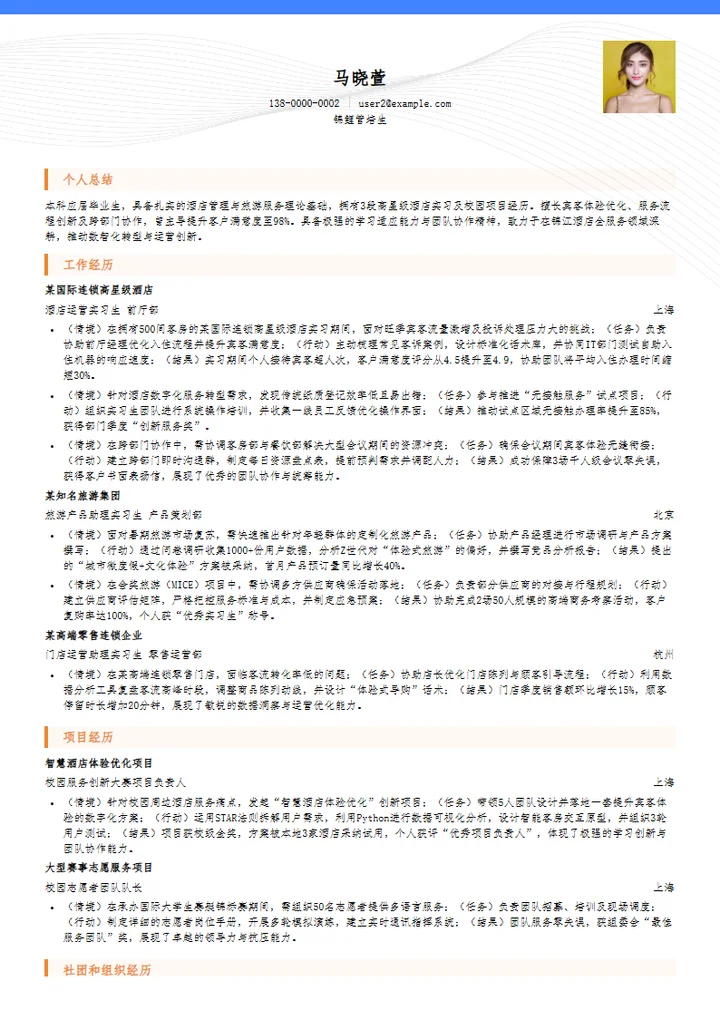 马晓萱
138-0000-0002 | user2@example.com
锦鲤管培生
个人总结
本科应届毕业生，具备扎实的酒店管理与旅游服务理论基础，拥有3段高星级酒店实习及校园项目经历。擅长宾客体验优化、服务流
程创新及跨部门协作，曾主导提升客户满意度至98%。具备极强的学习适应能力与团队协作精神，致力于在锦江酒店全服务领域深
耕，推动数智化转型与运营创新。
工作经历
某国际连锁高星级酒店
酒店运营实习生 前厅部 上海
• （情境）在拥有500间客房的某国际连锁高星级酒店实习期间，面对旺季宾客流量激增及投诉处理压力大的挑战；（任务）负责
协助前厅经理优化入住流程并提升宾客满意度；（行动）主动梳理常见客诉案例，设计标准化话术库，并协同IT部门测试自助入
住机器的响应速度；（结果）实习期间个人接待宾客超人次，客户满意度评分从4.5提升至4.9，协助团队将平均入住办理时间缩
短30%。
• （情境）针对酒店数字化服务转型需求，发现传统纸质登记效率低且易出错；（任务）参与推进“无接触服务”试点项目；（行
动）组织实习生团队进行系统操作培训，并收集一线员工反馈优化操作界面；（结果）推动试点区域无接触办理率提升至85%，
获得部门季度“创新服务奖”。
• （情境）在跨部门协作中，需协调客房部与餐饮部解决大型会议期间的资源冲突；（任务）确保会议期间宾客体验无缝衔接；
（行动）建立跨部门即时沟通群，制定每日资源盘点表，提前预判需求并调配人力；（结果）成功保障3场千人级会议零失误，
获得客户书面表扬信，展现了优秀的团队协作与统筹能力。
某知名旅游集团
旅游产品助理实习生 产品策划部 北京
• （情境）面对暑期旅游市场复苏，需快速推出针对年轻群体的定制化旅游产品；（任务）协助产品经理进行市场调研与产品方案
撰写；（行动）通过问卷调研收集1000+份用户数据，分析Z世代对“体验式旅游”的偏好，并撰写竞品分析报告；（结果）提出
的“城市微度假+文化体验”方案被采纳，首月产品预订量同比增长40%。
• （情境）在会奖旅游（MICE）项目中，需协调多方供应商确保活动落地；（任务）负责部分供应商的对接与行程规划；（行动）
建立供应商评估矩阵，严格把控服务标准与成本，并制定应急预案；（结果）协助完成2场50人规模的高端商务考察活动，客户
复购率达100%，个人获“优秀实习生”称号。
某高端零售连锁企业
门店运营助理实习生 零售运营部 杭州
• （情境）在某高端连锁零售门店，面临客流转化率低的问题；（任务）协助店长优化门店陈列与顾客引导流程；（行动）利用数
据分析工具复盘客流高峰时段，调整商品陈列动线，并设计“体验式导购”话术；（结果）门店季度销售额环比增长15%，顾客
停留时长增加20分钟，展现了敏锐的数据洞察与运营优化能力。
项目经历
智慧酒店体验优化项目
校园服务创新大赛项目负责人 上海
• （情境）针对校园周边酒店服务痛点，发起“智慧酒店体验优化”创新项目；（任务）带领5人团队设计并落地一套提升宾客体
验的数字化方案；（行动）运用STAR法则拆解用户需求，利用Python进行数据可视化分析，设计智能客房交互原型，并组织3轮
用户测试；（结果）项目获校级金奖，方案被本地3家酒店采纳试用，个人获评“优秀项目负责人”，体现了极强的学习创新与
团队协作能力。
大型赛事志愿服务项目
校园志愿者团队队长 上海
• （情境）在承办国际大学生赛艇锦标赛期间，需组织50名志愿者提供多语言服务；（任务）负责团队招募、培训及现场调度；
（行动）制定详细的志愿者岗位手册，开展多轮模拟演练，建立实时通讯指挥系统；（结果）团队服务零失误，获组委会“最佳
服务团队”奖，展现了卓越的领导力与抗压能力。
社团和组织经历